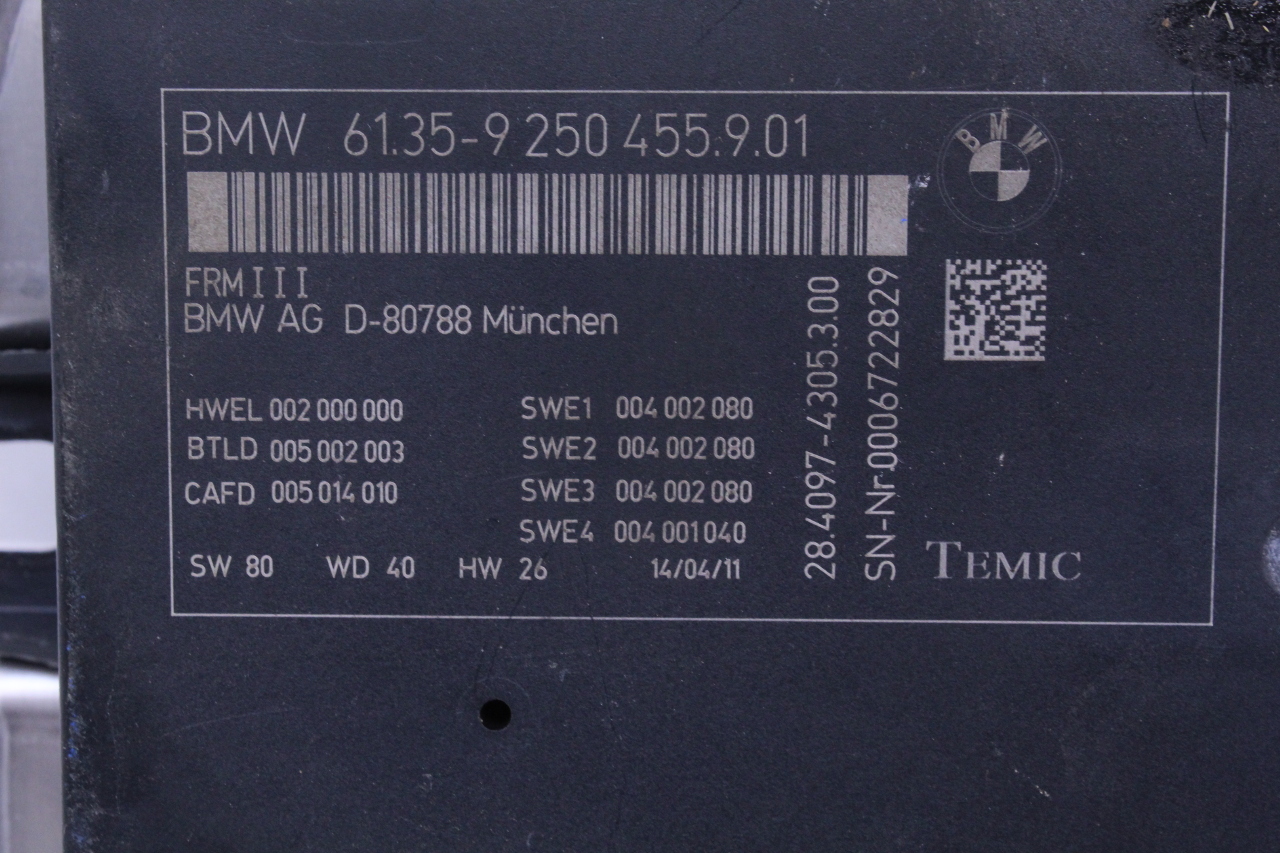 BMW 61.35-9 250 455.9.01
BMW
FRM III
BMW AG D-80788 München
HWEL 002 000 000
BTLD 005 002 003
CAFD 005 014 010
SWE1 004 002 080
SWE2 004 002 080
SWE3 004 002 080
SWE4 004 001 040
SW 80 WD 40 HW 26 14/04/11
28.4097-4305.3.00
SN-Nr.0006722 8829
TEMIC